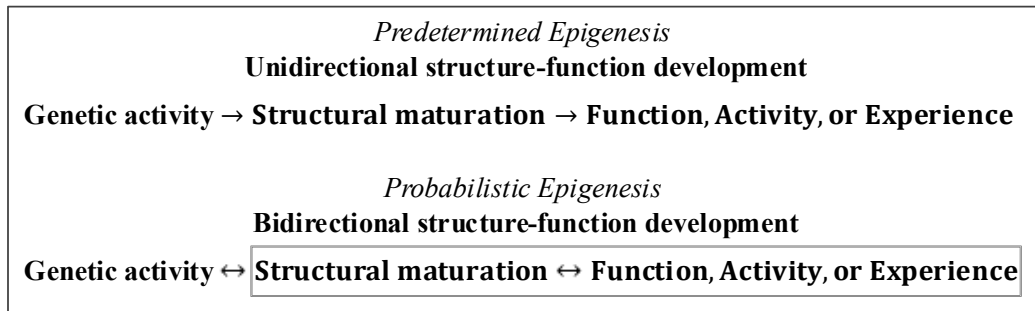 Predetermined Epigenesis
Unidirectional structure-function development
Genetic activity → Structural maturation → Function, Activity, or Experience
Probabilistic Epigenesis
Bidirectional structure-function development
Genetic activity ↔ Structural maturation ↔ Function, Activity, or Experience